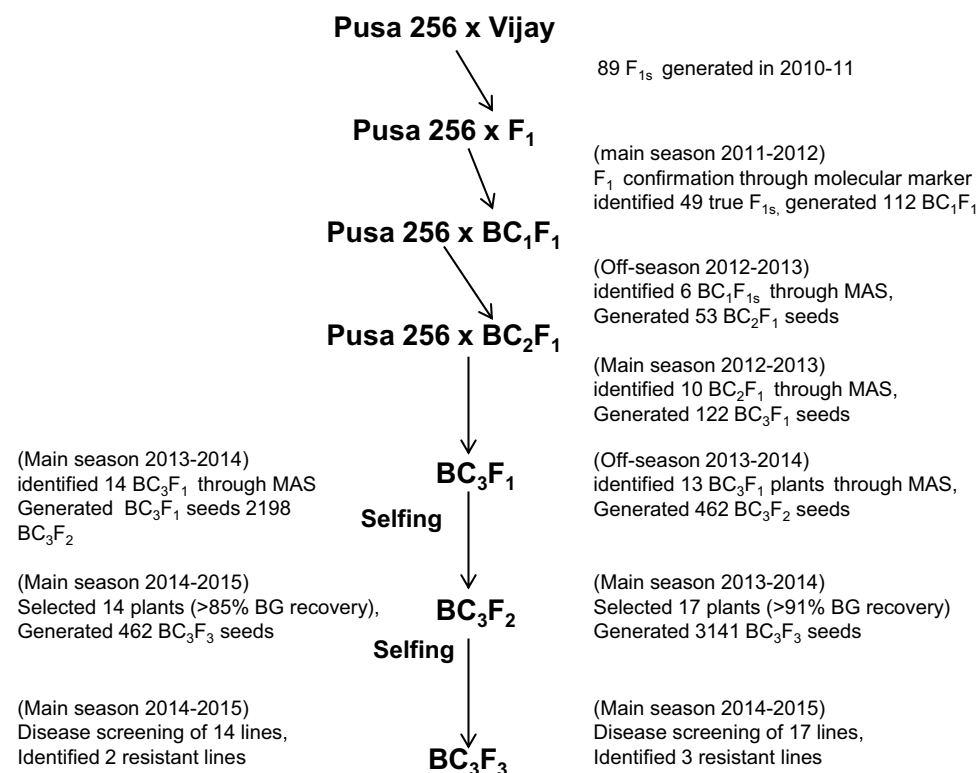 Pusa 256 x Vijay
89 F1s generated in 2010-11
Pusa 256 x F1
(main season 2011-2012)
F1 confirmation through molecular marker
identified 49 true F1s, generated 112 BC1F1
Pusa 256 x BC1F1
(Off-season 2012-2013)
identified 6 BC1F1s through MAS,
Generated 53 BC2F1 seeds
Pusa 256 x BC2F1
(Main season 2012-2013)
identified 10 BC2F1 through MAS,
Generated 122 BC3F1 seeds
(Main season 2013-2014)
identified 14 BC3F1 through MAS
Generated BC3F1 seeds 2198
BC3F2
BC3F1
(Off-season 2013-2014)
identified 13 BC3F1 plants through MAS,
Generated 462 BC3F2 seeds
Selfing
(Main season 2014-2015)
Selected 14 plants (>85% BG recovery),
Generated 462 BC3F3 seeds
BC3F2
(Main season 2013-2014)
Selected 17 plants (>91% BG recovery)
Generated 3141 BC3F3 seeds
Selfing
(Main season 2014-2015)
Disease screening of 14 lines,
Identified 2 resistant lines
BC3F3
(Main season 2014-2015)
Disease screening of 17 lines,
Identified 3 resistant lines